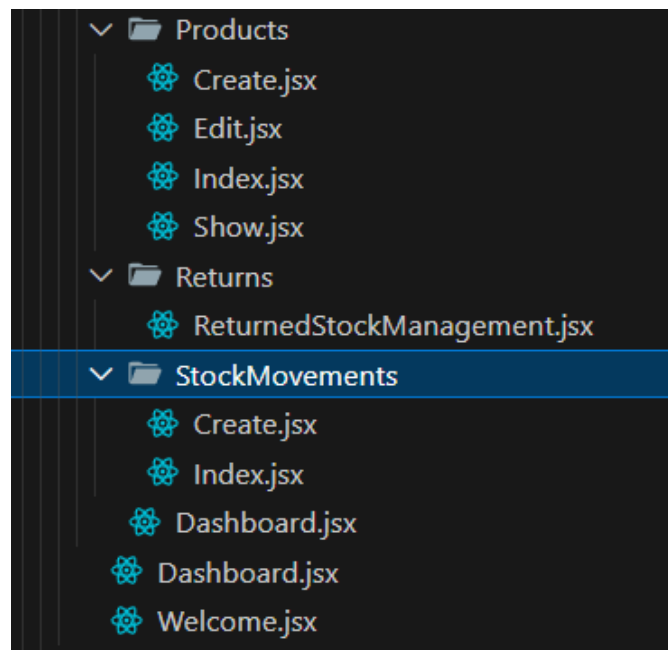 Products
Create.jsx
Edit.jsx
Index.jsx
Show.jsx
Returns
ReturnedStockManagement.jsx
StockMovements
Create.jsx
Index.jsx
Dashboard.jsx
Dashboard.jsx
Welcome.jsx